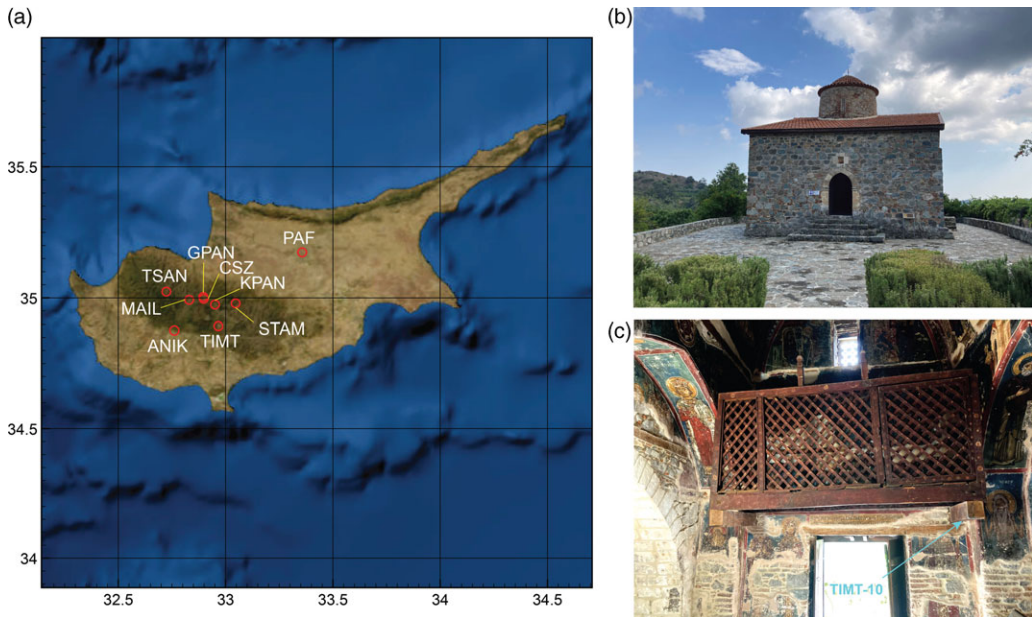 (a)
35.5
35
34.5
34
32.5
33
33.5
34
34.5
PAF
GPAN
CSZ
TSAN
KPAN
MAIL
STAM
ANIK
TIMT
(b)
(c)
TIMT-10